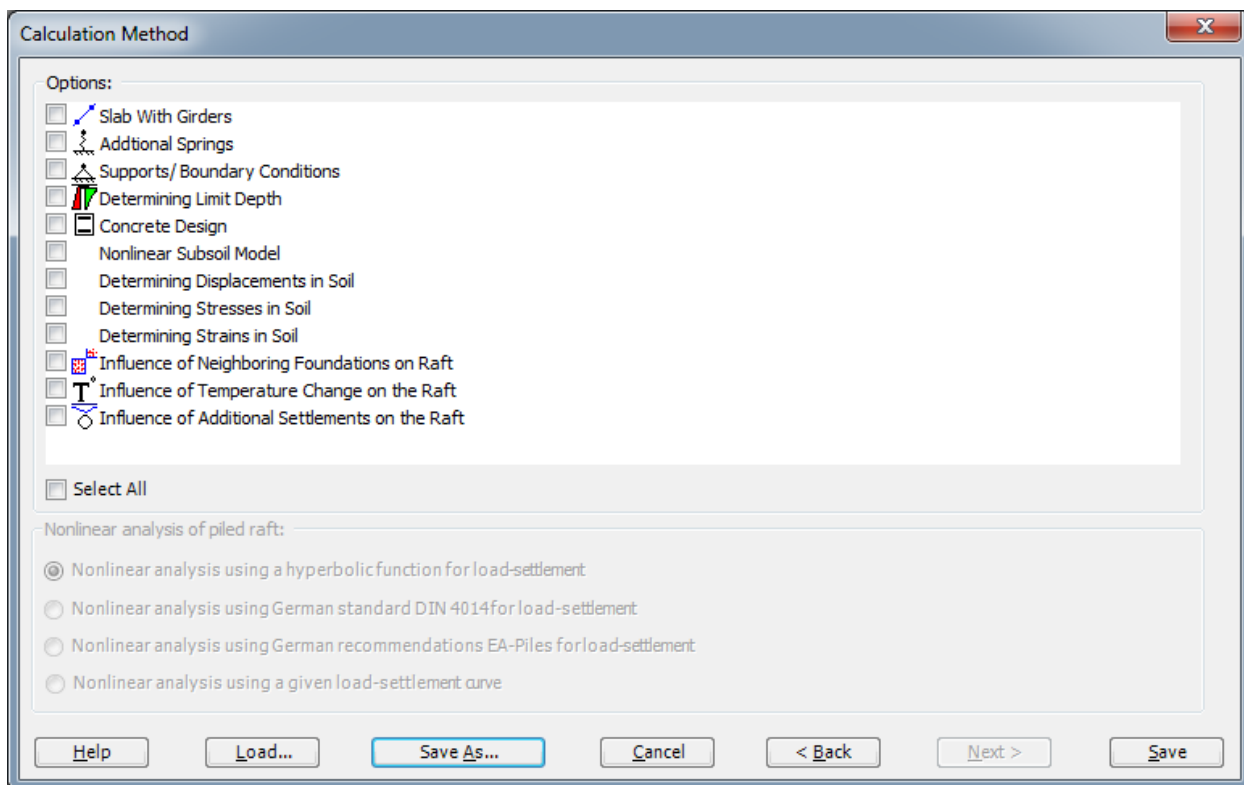 Calculation Method
Options:
Slab With Girders
Addtional Springs
Supports/ Boundary Conditions
Determining Limit Depth
Concrete Design
Nonlinear Subsoil Model
Determining Displacements in Soil
Determining Stresses in Soil
Determining Strains in Soil
Influence of Neighboring Foundations on Raft
T° Influence of Temperature Change on the Raft
Influence of Additional Settlements on the Raft
Select All
Nonlinear analysis of piled raft:
Nonlinear analysis using a hyperbolic function for load-settlement
Nonlinear analysis using German standard DIN 4014 for load-settlement
Nonlinear analysis using German recommendations EA-Piles for load-settlement
Nonlinear analysis using a given load-settlement curve
Help Load... Save As... Cancel < Back Next > Save